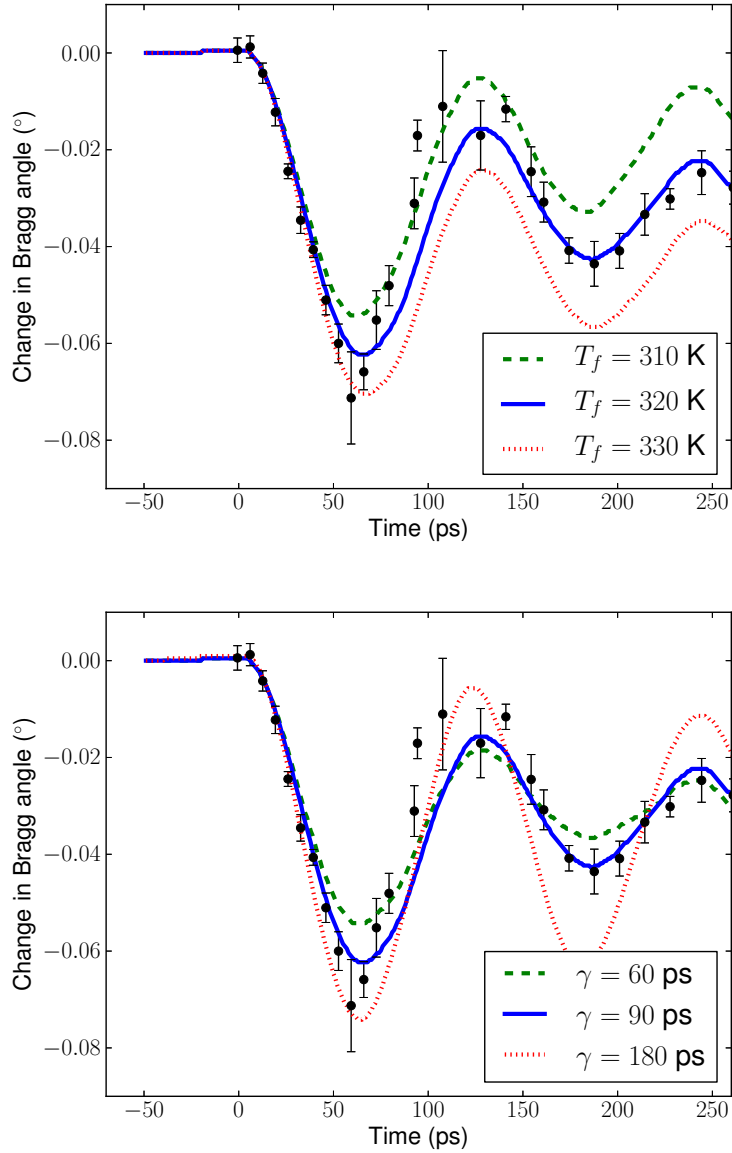 0.00
−0.02
−0.04
−0.06
−0.08
Change in Bragg angle (°)
T_f = 310 K
T_f = 320 K
T_f = 330 K
−50 0 50 100 150 200 250
Time (ps)
0.00
−0.02
−0.04
−0.06
−0.08
Change in Bragg angle (°)
γ = 60 ps
γ = 90 ps
γ = 180 ps
−50 0 50 100 150 200 250
Time (ps)